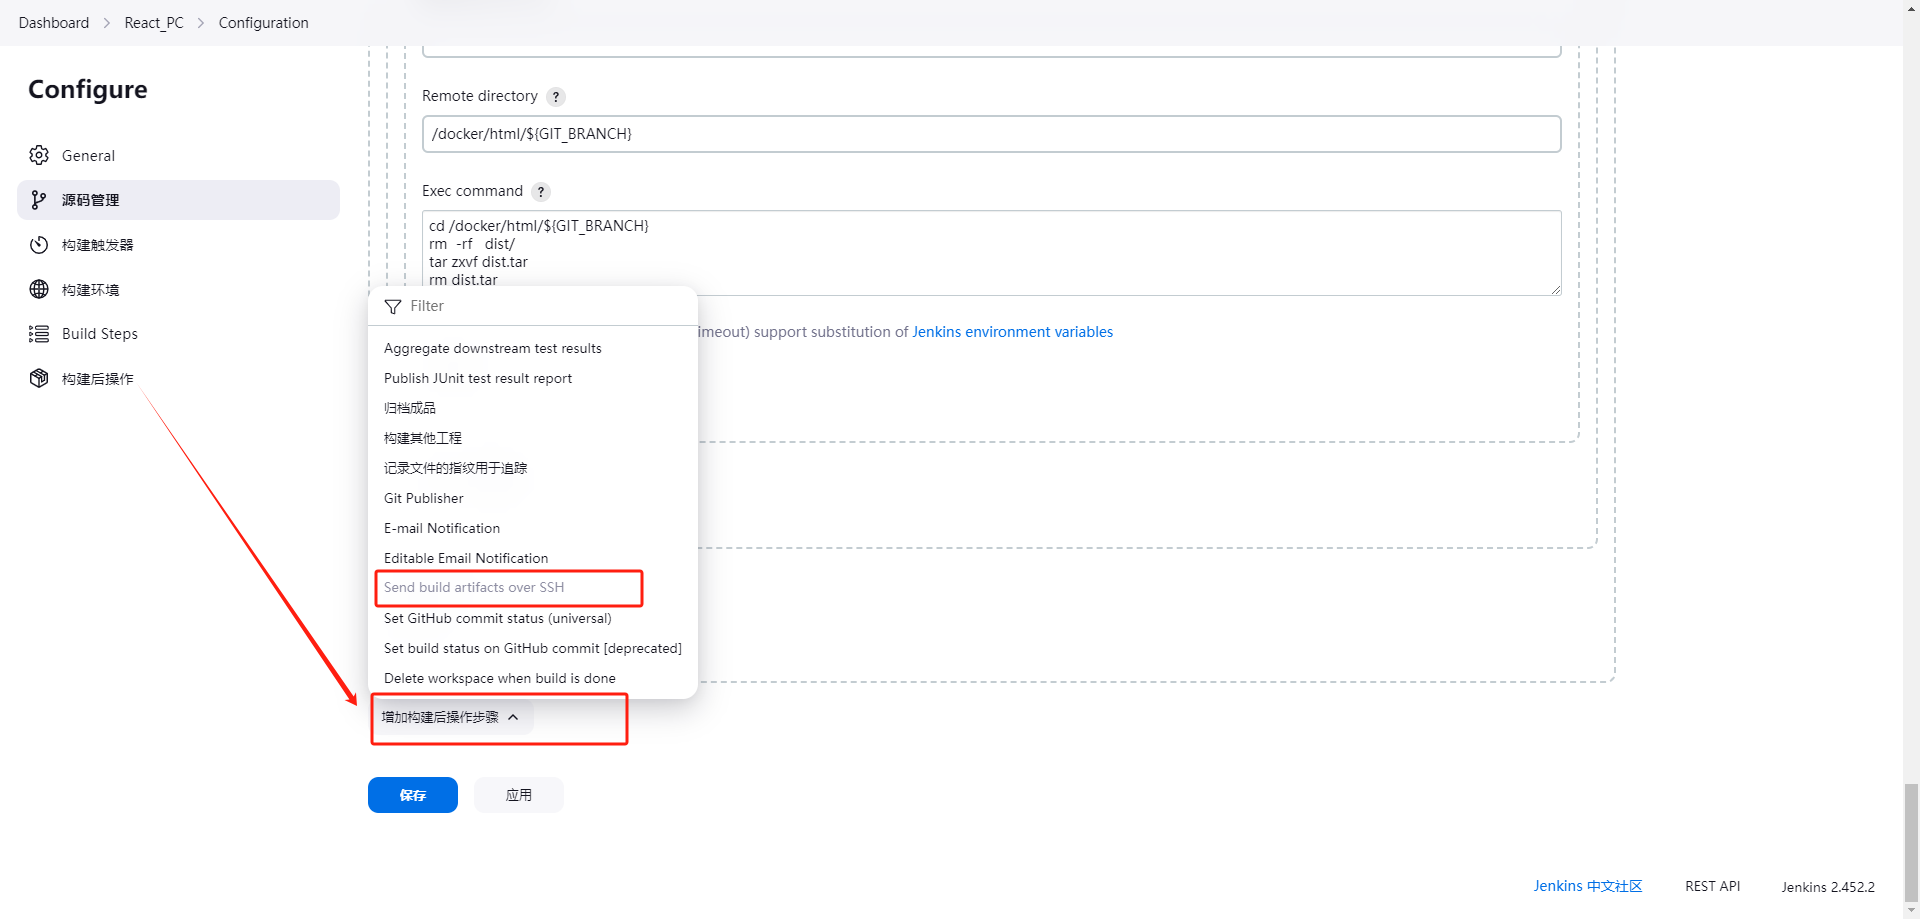 Dashboard > React_PC > Configuration
Configure
General
源码管理
构建触发器
构建环境
Build Steps
构建后操作
Remote directory ?
/docker/html/${GIT_BRANCH}
Exec command ?
cd /docker/html/${GIT_BRANCH}
rm  -rf   dist/
tar zxvf dist.tar
rm dist.tar
imeout) support substitution of Jenkins environment variables
Filter
Aggregate downstream test results
Publish JUnit test result report
归档成品
构建其他工程
记录文件的指纹用于追踪
Git Publisher
E-mail Notification
Editable Email Notification
Send build artifacts over SSH
Set GitHub commit status (universal)
Set build status on GitHub commit [deprecated]
Delete workspace when build is done
增加构建后操作步骤
保存
应用
Jenkins 中文社区
REST API
Jenkins 2.452.2